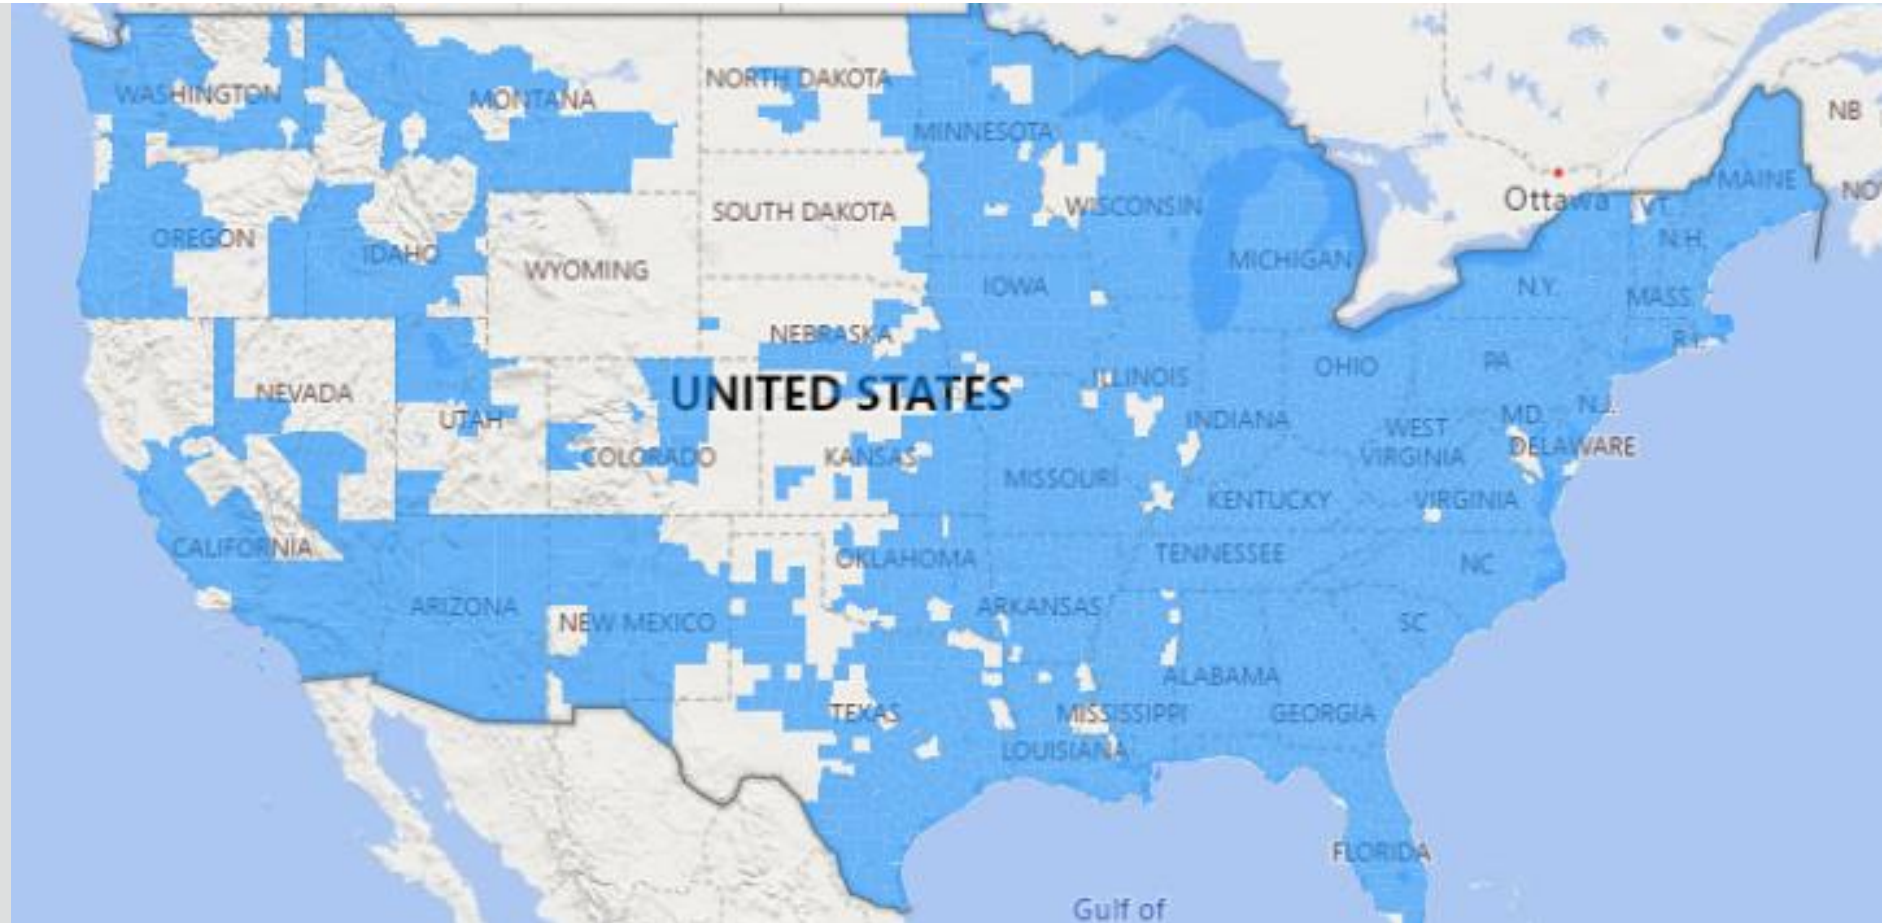 WASHINGTON
MONTANA
NORTH DAKOTA
MINNESOTA
NB
MAINE
NO
Ottawa
VT.
OREGON
IDAHO
WYOMING
SOUTH DAKOTA
WISCONSIN
MICHIGAN
N.H.
N.Y.
MASS
IOWA
NEBRASKA
R.I.
NEVADA
UTAH
UNITED STATES
ILLINOIS
OHIO
PA
COLORADO
KANSAS
INDIANA
WEST
VIRGINIA
MD.
N.J.
DELAWARE
MISSOURI
KENTUCKY
VIRGINIA
CALIFORNIA
OKLAHOMA
TENNESSEE
NC
ARIZONA
NEW MEXICO
ARKANSAS
SC
TEXAS
MISSISSIPPI
ALABAMA
GEORGIA
LOUISIANA
FLORIDA
Gulf of